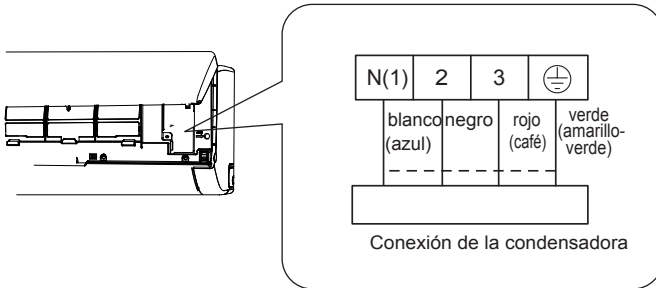 N(1) 2 3
blanco negro rojo verde
(azul) (café) (amarillo-
verde)
Conexión de la condensadora